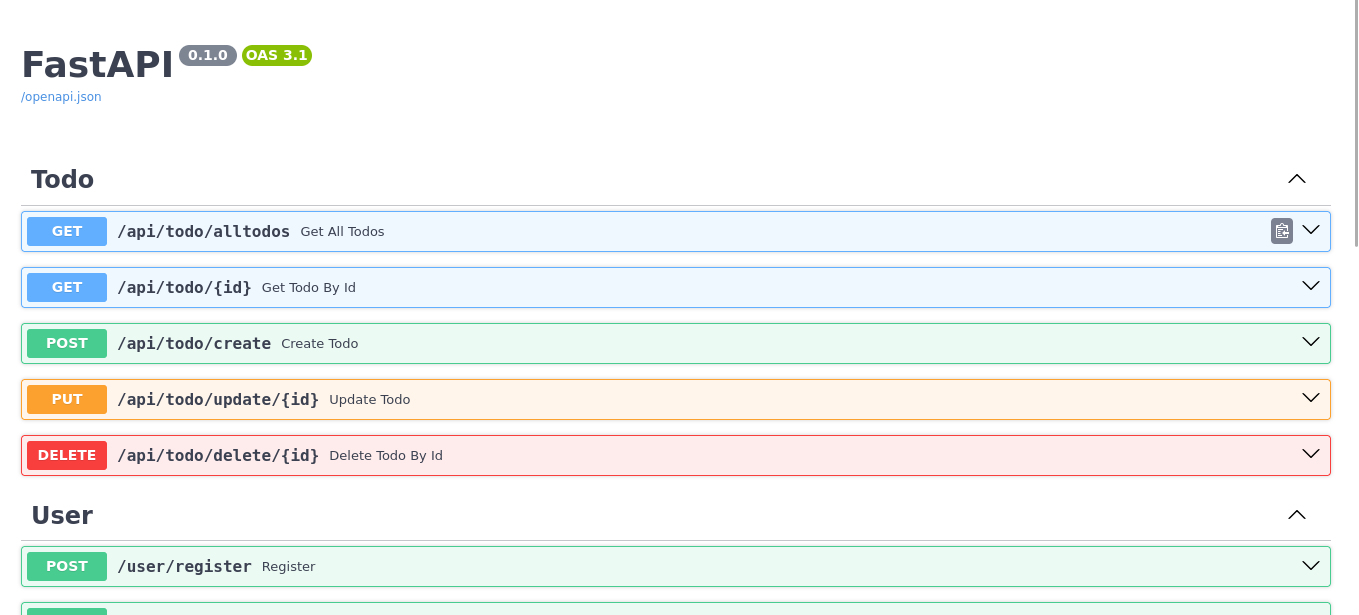 FastAPI 0.1.0 OAS 3.1
/openapi.json
Todo
GET /api/todo/alltodos Get All Todos
GET /api/todo/{id} Get Todo By Id
POST /api/todo/create Create Todo
PUT /api/todo/update/{id} Update Todo
DELETE /api/todo/delete/{id} Delete Todo By Id
User
POST /user/register Register